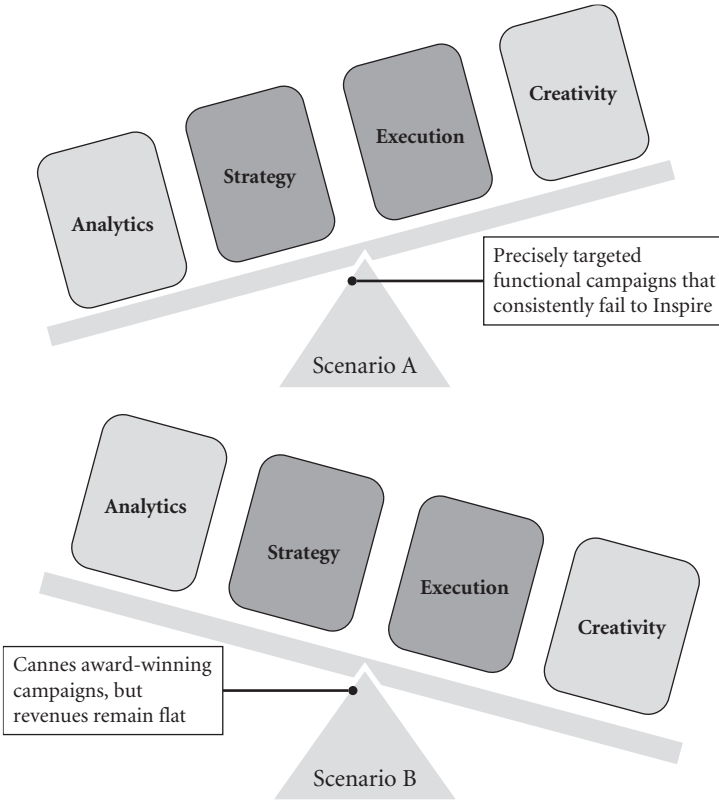 Creativity
Execution
Strategy
Analytics
Precisely targeted
functional campaigns that
consistently fail to Inspire
Scenario A
Analytics
Strategy
Execution
Creativity
Cannes award-winning
campaigns, but
revenues remain flat
Scenario B